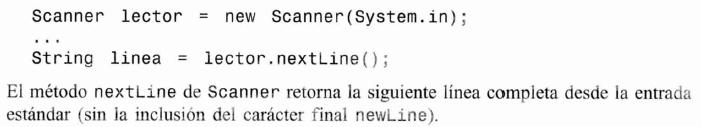 Scanner lector = new Scanner(System.in);
...
String linea = lector.nextLine();
El método nextLine de Scanner retorna la siguiente línea completa desde la entrada
estándar (sin la inclusión del carácter final newLine).